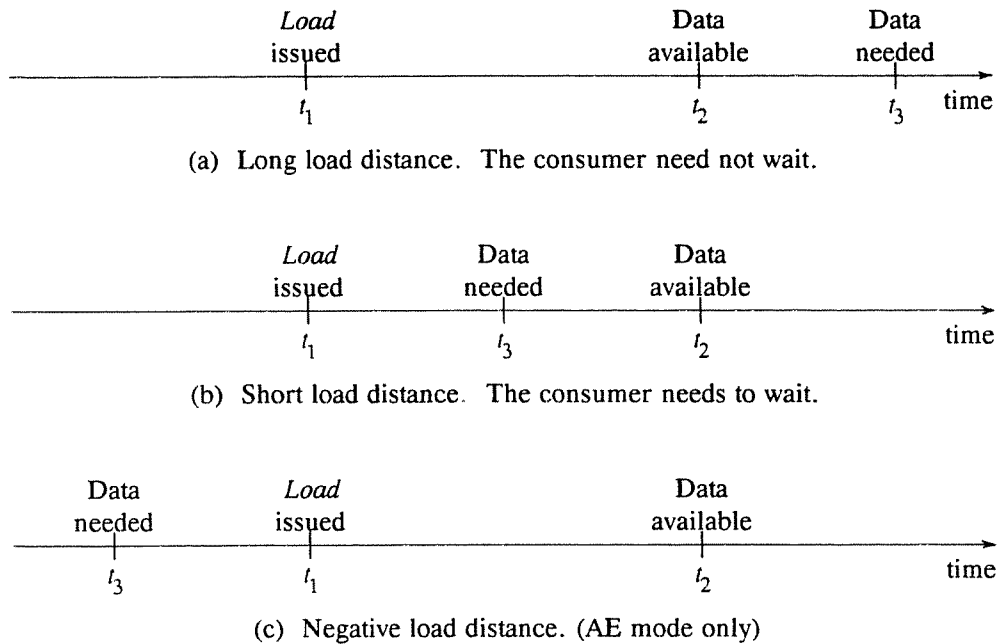 Load Data Data
issued available needed
t1 t2 t3 time
(a) Long load distance. The consumer need not wait.
Load Data Data
issued needed available
t1 t3 t2 time
(b) Short load distance. The consumer needs to wait.
Data Load Data
needed issued available
t3 t1 t2 time
(c) Negative load distance. (AE mode only)